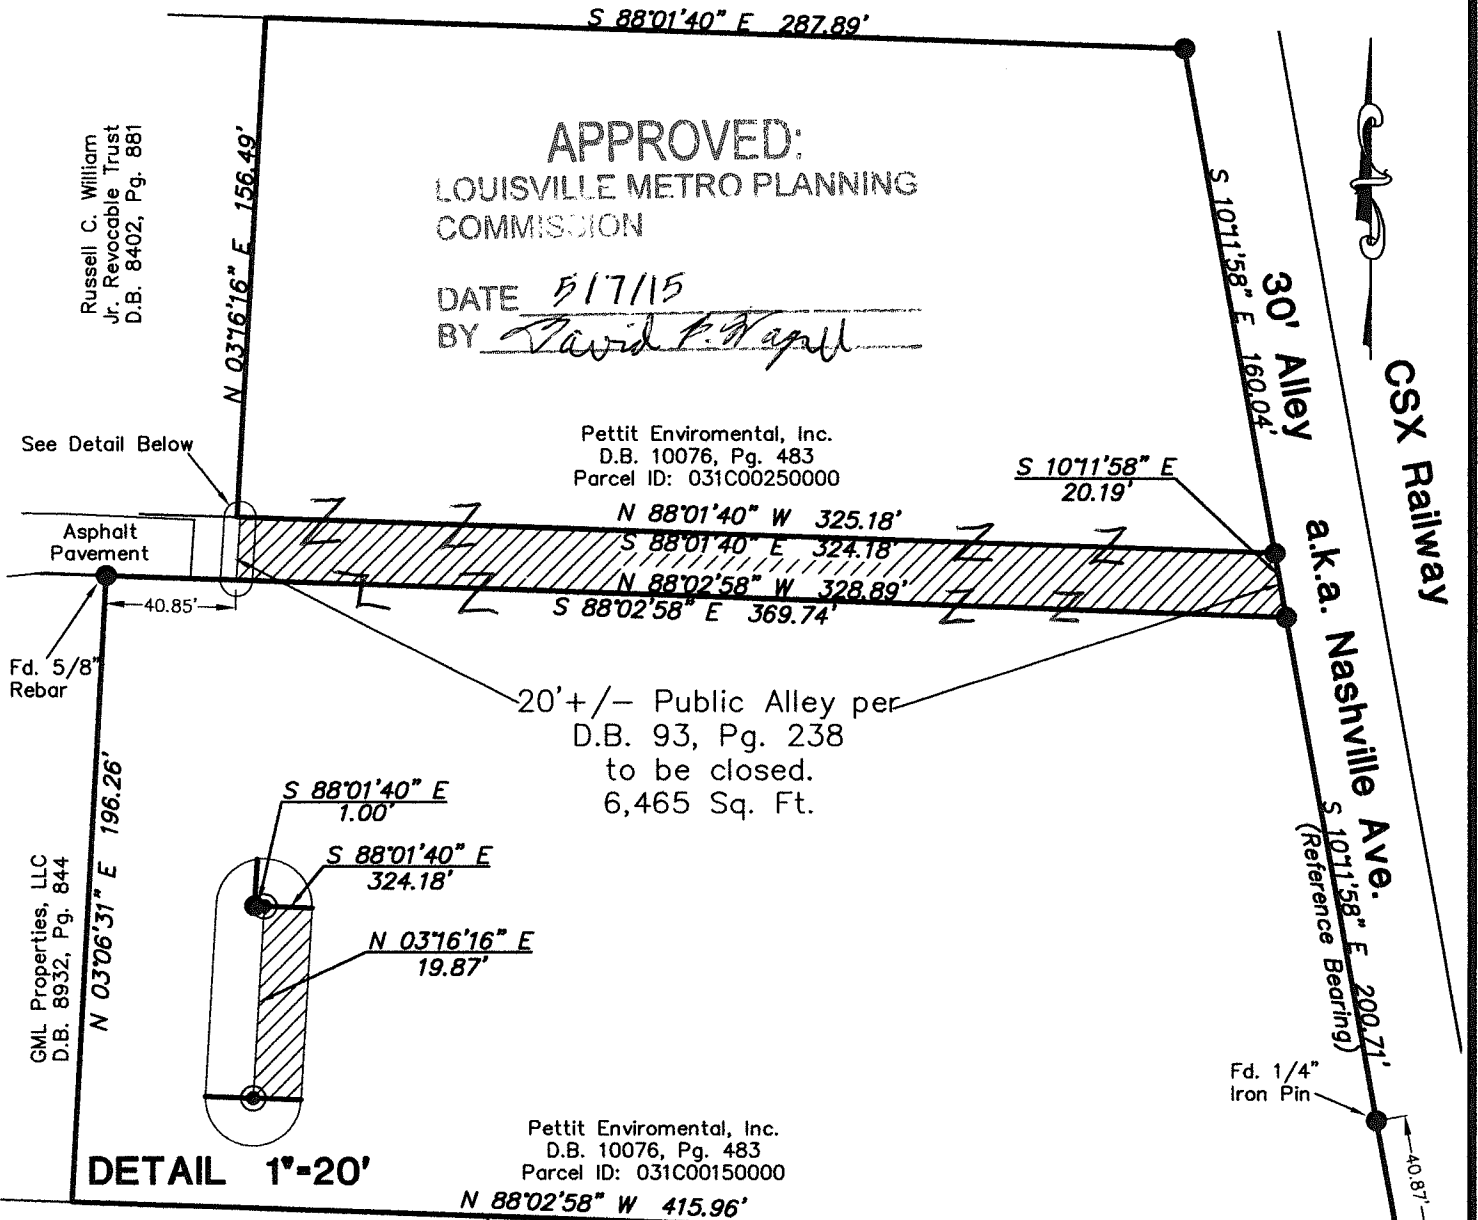 S 88°01'40" E 287.89'
Russell C. William
Jr. Revocable Trust
D.B. 8402, Pg. 881
N 03°16'16" E 156.49'
APPROVED:
LOUISVILLE METRO PLANNING
COMMISSION
DATE 5/7/15
BY David
S 10°11'58" E 160.04'
30' Alley
a.k.a. Nashville Ave.
CSX Railway
See Detail Below
Pettit Enviromental, Inc.
D.B. 10076, Pg. 483
Parcel ID: 031C00250000
S 10°11'58" E
20.19'
Asphalt
Pavement
N 88°01'40" W 325.18'
S 88°01'40" E 324.18'
N 88°02'58" W 328.89'
S 88°02'58" E 369.74'
Z Z Z Z
Z Z Z Z
40.85'
Fd. 5/8"
Rebar
20'+/- Public Alley per
D.B. 93, Pg. 238
to be closed.
6,465 Sq. Ft.
GML Properties, LLC
D.B. 8932, Pg. 844
N 03°06'31" E 196.26'
S 88°01'40" E
1.00'
S 88°01'40" E
324.18'
N 03°16'16" E
19.87'
S 10°11'58" E 200.71'
(Reference Bearing)
Fd. 1/4"
Iron Pin
40.87'
DETAIL 1"=20'
Pettit Enviromental, Inc.
D.B. 10076, Pg. 483
Parcel ID: 031C00150000
N 88°02'58" W 415.96'